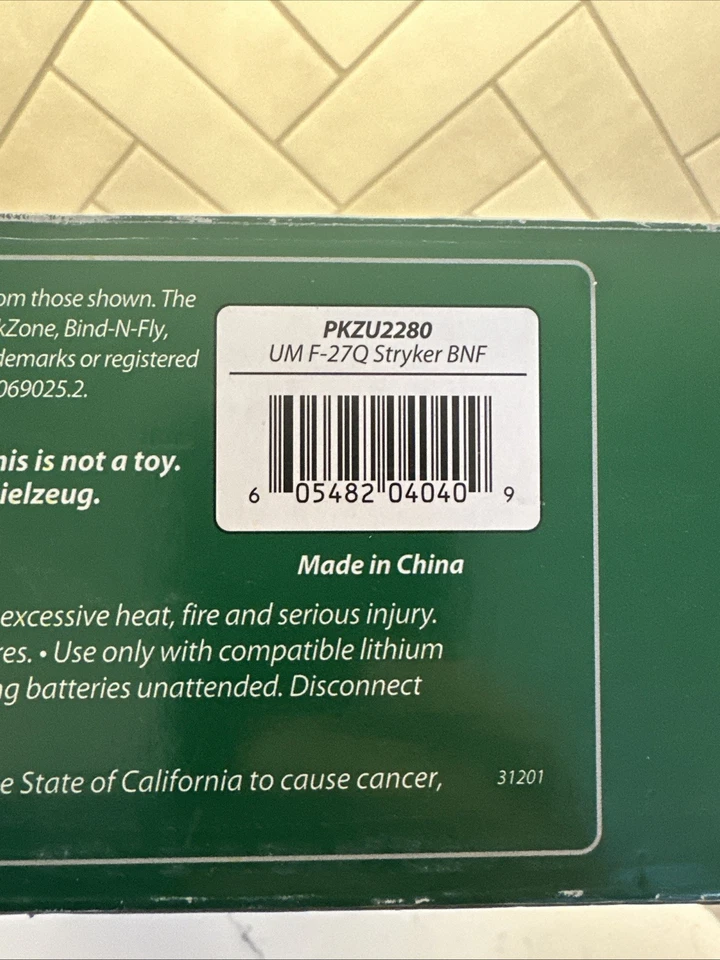 om those shown. The
kZone, Bind-N-Fly,
demarks or registered
069025.2.
his is not a toy.
ielzeug.
PKZU2280
UM F-27Q Stryker BNF
6 05482 04040 9
Made in China
excessive heat, fire and serious injury.
res. • Use only with compatible lithium
ng batteries unattended. Disconnect
e State of California to cause cancer,
31201